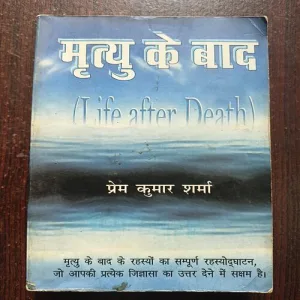 मृत्यु के बाद
(Life after Death)
प्रेम कुमार शर्मा
मृत्यु के बाद के रहस्यों का सम्पूर्ण रहस्योद्घाटन,
जो आपकी प्रत्येक जिज्ञासा का उत्तर देने में सक्षम है।